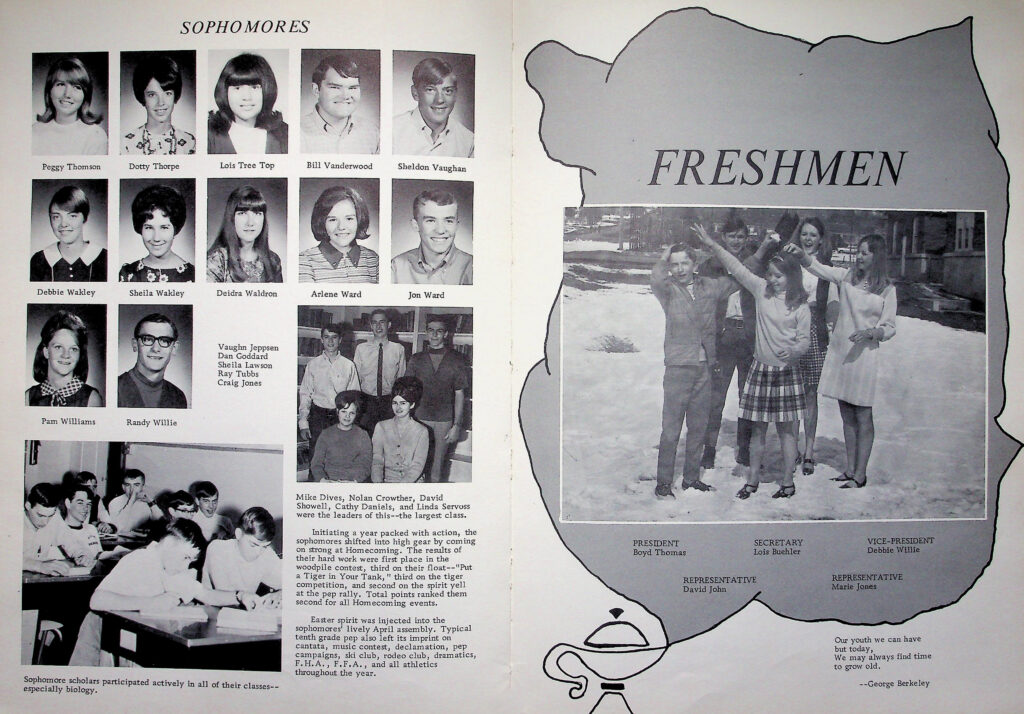 SOPHOMORES
Peggy Thomson
Dotty Thorpe
Lois Tree Top
Bill Vanderwood
Sheldon Vaughan
Debbie Wakley
Sheila Wakley
Deidra Waldron
Arlene Ward
Jon Ward
Pam Williams
Randy Willie
Vaughn Jeppsen
Dan Goddard
Sheila Lawson
Ray Tubbs
Craig Jones
Mike Dives, Nolan Crowther, David
Showell, Cathy Daniels, and Linda Servoss
were the leaders of this--the largest class.
Initiating a year packed with action, the
sophomores shifted into high gear by coming
on strong at Homecoming. The results of
their hard work were first place in the
woodpile contest, third on their float--"Put
a Tiger in Your Tank," third on the tiger
competition, and second on the spirit yell
at the pep rally. Total points ranked them
second for all Homecoming events.
Easter spirit was injected into the
sophomores' lively April assembly. Typical
tenth grade pep also left its imprint on
cantata, music contest, declamation, pep
campaigns, ski club, rodeo club, dramatics,
F.H.A., F.F.A., and all athletics
throughout the year.
Sophomore scholars participated actively in all of their classes--
especially biology.
FRESHMEN
PRESIDENT
Boyd Thomas
SECRETARY
Lois Buehler
VICE-PRESIDENT
Debbie Willie
REPRESENTATIVE
David John
REPRESENTATIVE
Marie Jones
Our youth we can have
but today,
We may always find time
to grow old.
--George Berkeley